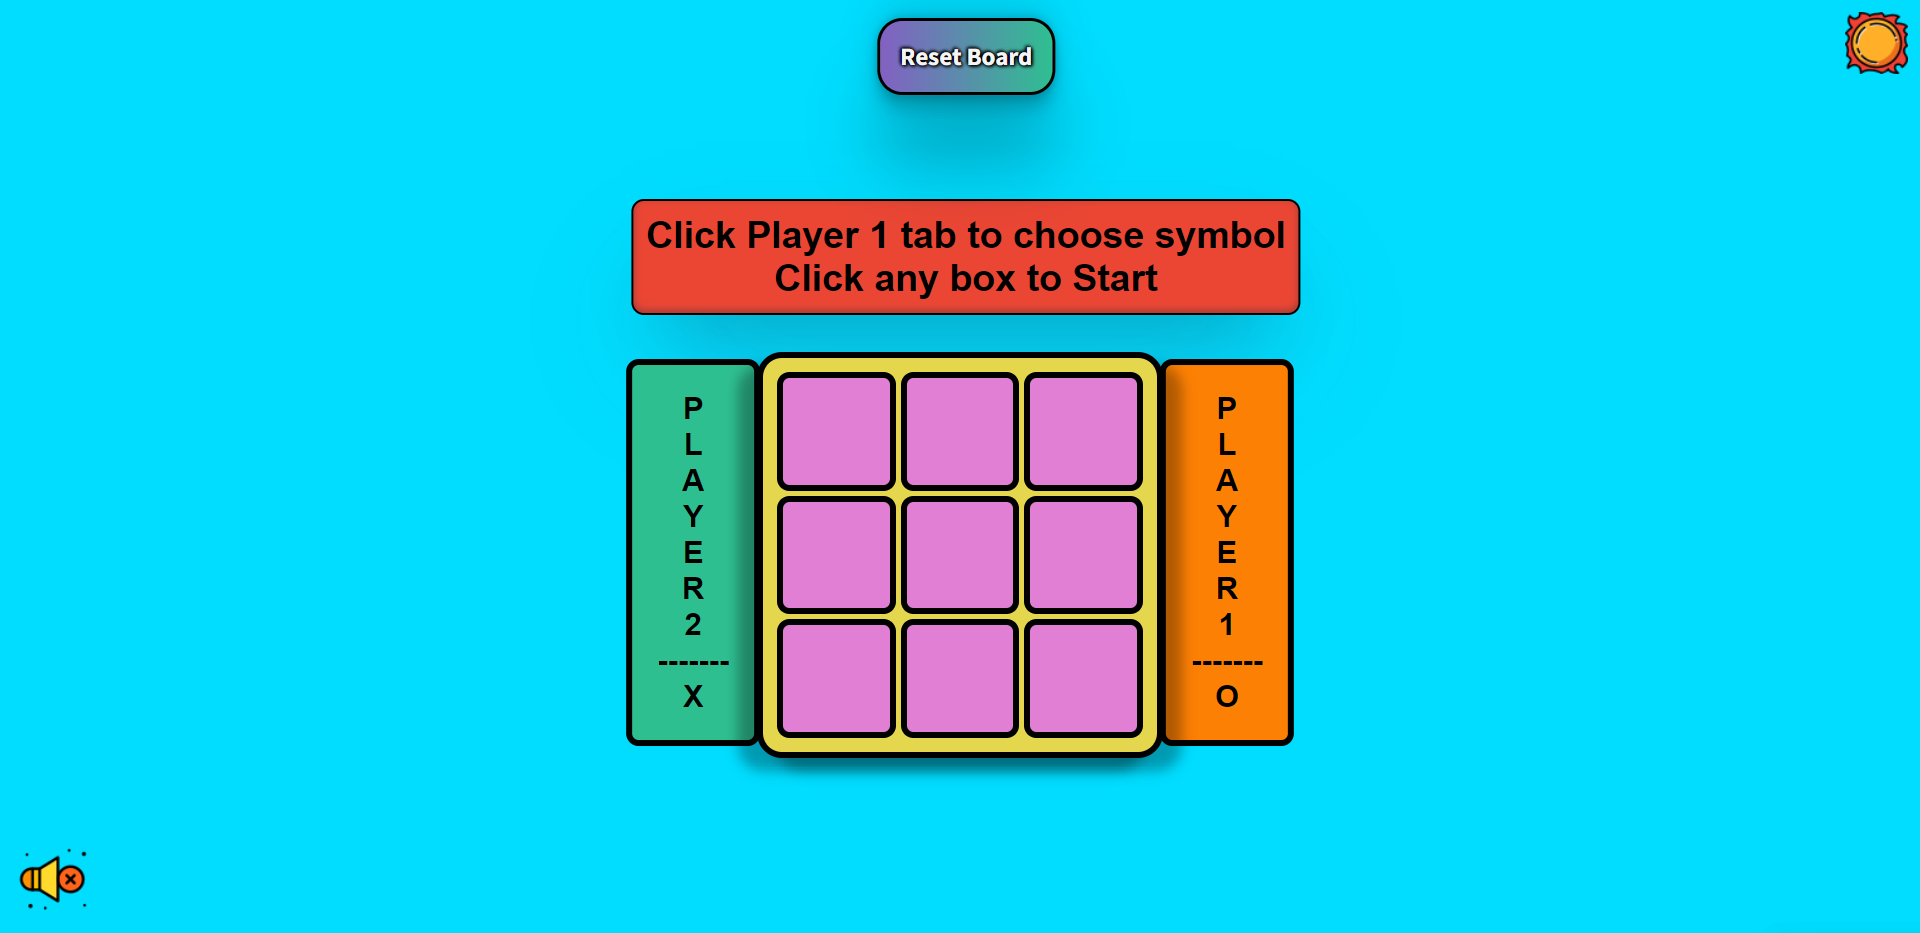 Reset Board
Click Player 1 tab to choose symbol
Click any box to Start
P
L
A
Y
E
R
2
-------
X
P
L
A
Y
E
R
1
-------
O